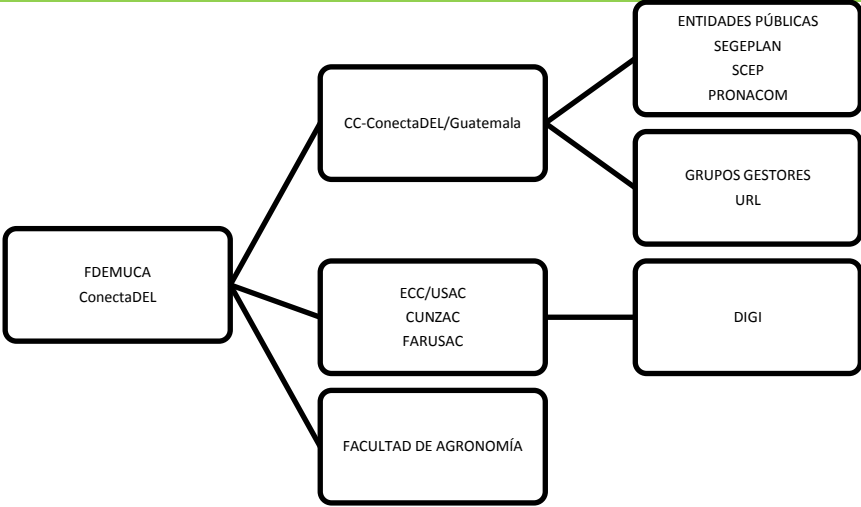 FDEMUCA
ConectaDEL
CC-ConectaDEL/Guatemala
ENTIDADES PÚBLICAS
SEGEPLAN
SCEP
PRONACOM
GRUPOS GESTORES
URL
ECC/USAC
CUNZAC
FARUSAC
DIGI
FACULTAD DE AGRONOMÍA